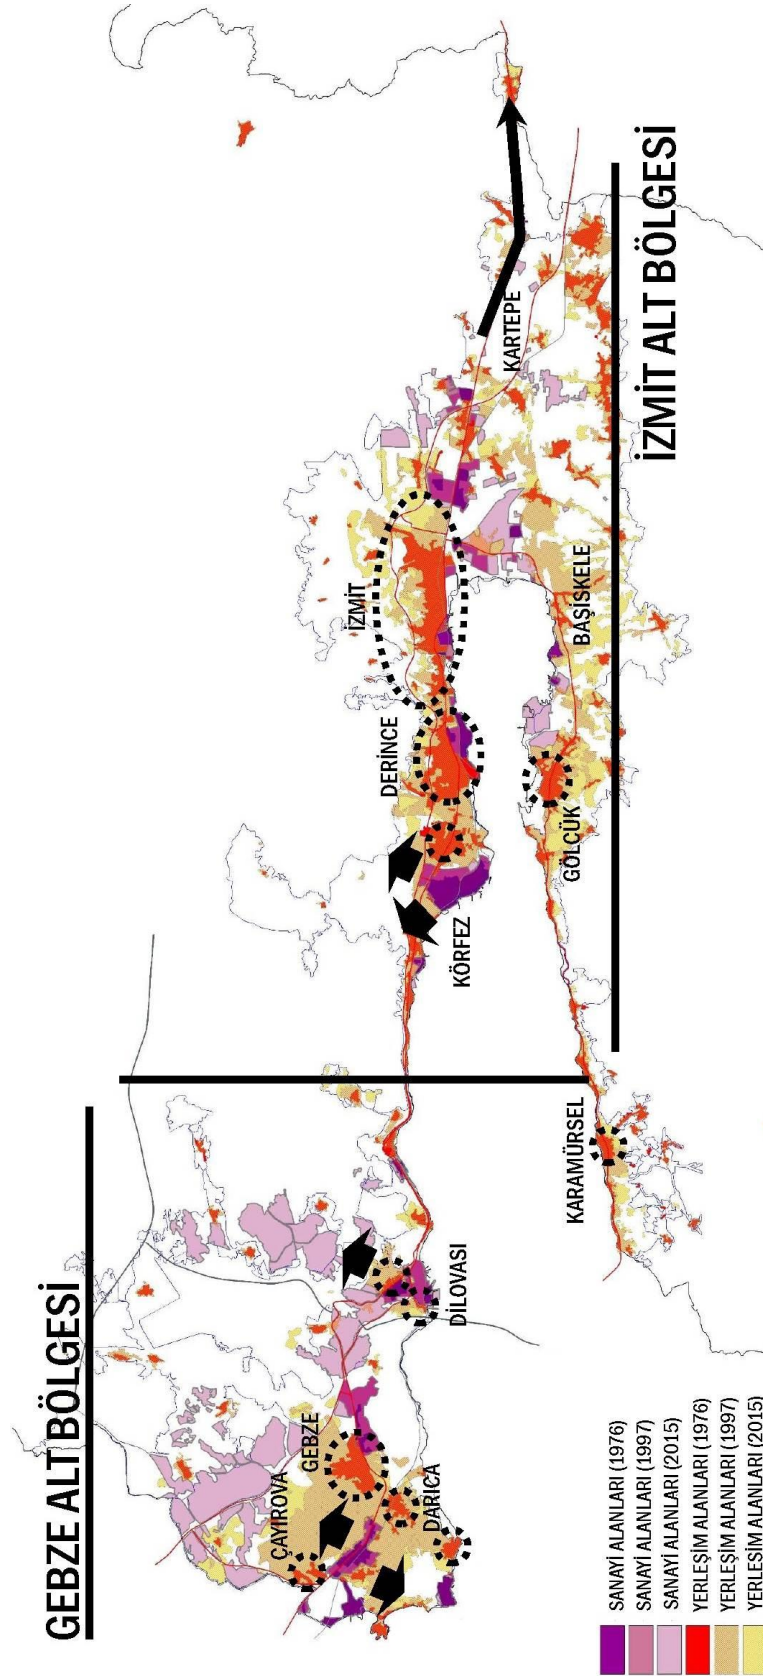 GEBZE ALT BÖLGESİ
İZMİT ALT BÖLGESİ
ÇAYIROVA
GEBZE
DARICA
DİLOVASI
KARAMÜRSEL
KÖRFEZ
DERİNCE
İZMİT
GÖLCÜK
BAŞİSKELE
KARTEPE
SANAYİ ALANLARI (1976)
SANAYİ ALANLARI (1997)
SANAYİ ALANLARI (2015)
YERLEŞİM ALANLARI (1976)
YERLEŞİM ALANLARI (1997)
YERLESİM ALANLARI (2015)